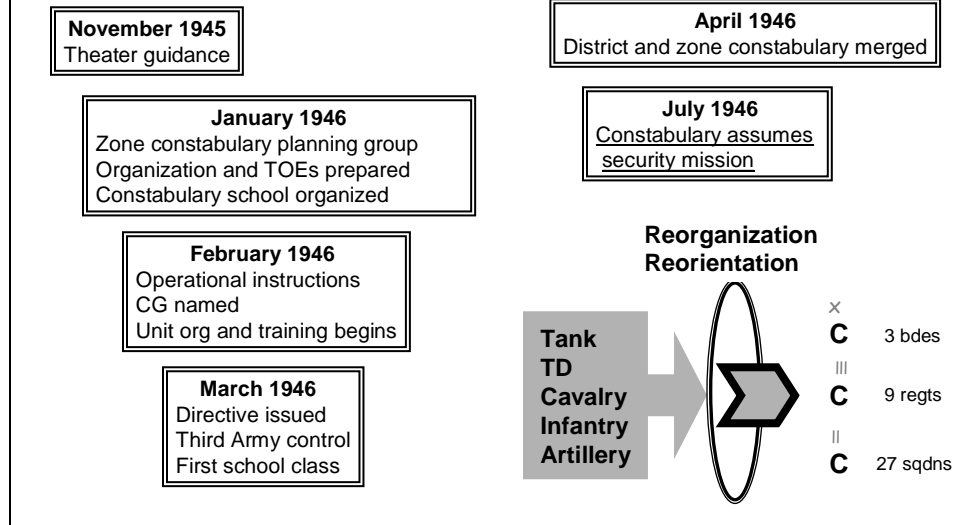 November 1945
Theater guidance
January 1946
Zone constabulary planning group
Organization and TOEs prepared
Constabulary school organized
February 1946
Operational instructions
CG named
Unit org and training begins
March 1946
Directive issued
Third Army control
First school class
April 1946
District and zone constabulary merged
July 1946
Constabulary assumes
security mission
Reorganization
Reorientation
Tank
TD
Cavalry
Infantry
Artillery
X
C 3 bdes
III
C 9 regts
II
C 27 sqdns